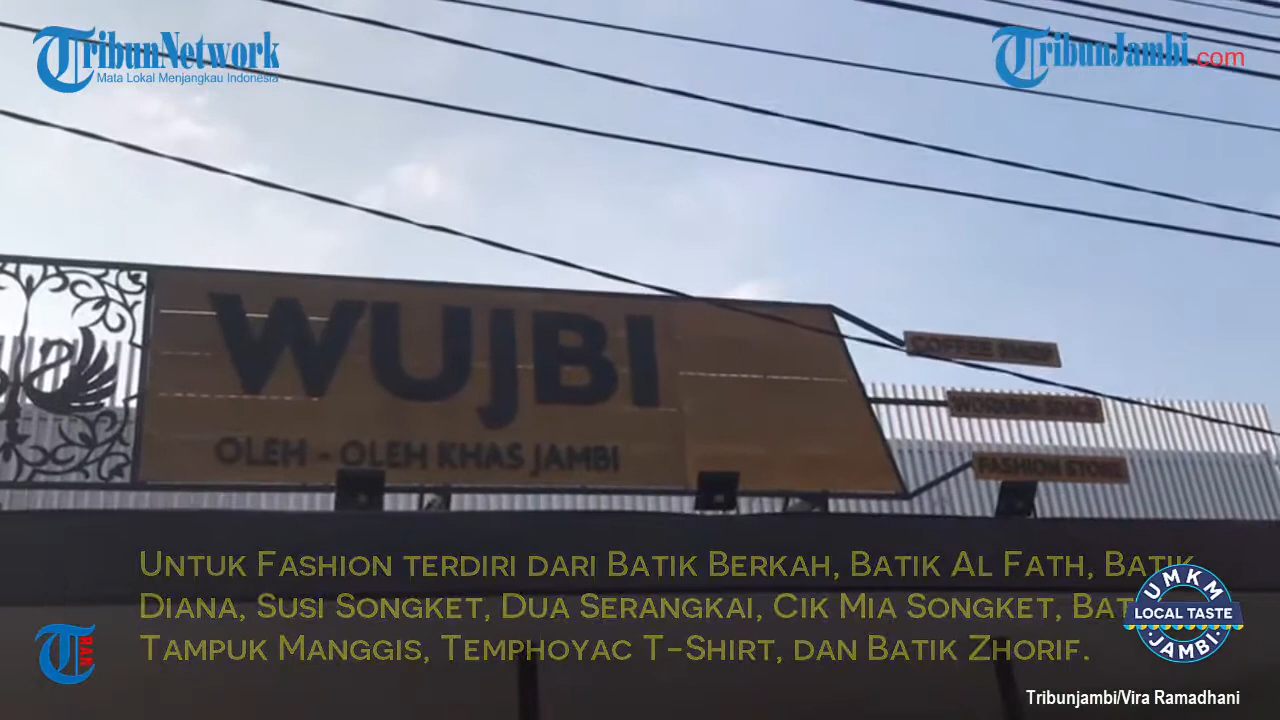 TribunNetwork
Mata Lokal Menjangkau Indonesia
TribunJambi.com
WUJBI
OLEH - OLEH KHAS JAMBI
COFFEE SHOP
WORKING SPACE
FASHION STORE
Untuk Fashion terdiri dari Batik Berkah, Batik Al Fath, Batik
Diana, Susi Songket, Dua Serangkai, Cik Mia Songket,
Tampuk Manggis, Temphoyac T-Shirt, dan Batik Zhorif.
UMKM
LOCAL TASTE
JAMBI
Tribunjambi/Vira Ramadhani